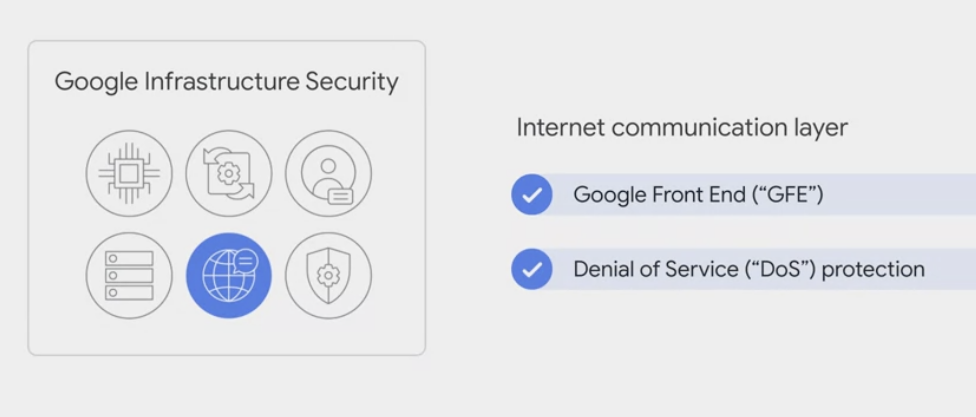 Google Infrastructure Security
Internet communication layer
Google Front End (“GFE”)
Denial of Service (“DoS”) protection